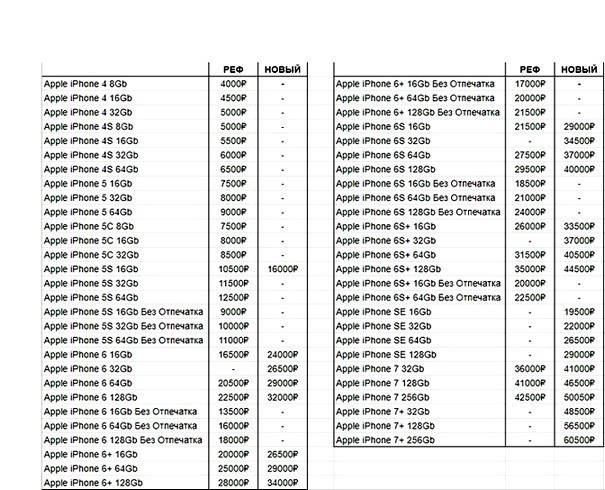 РЕФ НОВЫЙ
Apple iPhone 4 8Gb 4000₽ -
Apple iPhone 4 16Gb 4500₽ -
Apple iPhone 4 32Gb 5000₽ -
Apple iPhone 4S 8Gb 5000₽ -
Apple iPhone 4S 16Gb 5500₽ -
Apple iPhone 4S 32Gb 6000₽ -
Apple iPhone 4S 64Gb 6500₽ -
Apple iPhone 5 16Gb 7500₽ -
Apple iPhone 5 32Gb 8000₽ -
Apple iPhone 5 64Gb 9000₽ -
Apple iPhone 5C 8Gb 7500₽ -
Apple iPhone 5C 16Gb 8000₽ -
Apple iPhone 5C 32Gb 8500₽ -
Apple iPhone 5S 16Gb 10500₽ 16000₽
Apple iPhone 5S 32Gb 11500₽ -
Apple iPhone 5S 64Gb 12500₽ -
Apple iPhone 5S 16Gb Без Отпечатка 9000₽ -
Apple iPhone 5S 32Gb Без Отпечатка 10000₽ -
Apple iPhone 5S 64Gb Без Отпечатка 11000₽ -
Apple iPhone 6 16Gb 16500₽ 24000₽
Apple iPhone 6 32Gb - 26500₽
Apple iPhone 6 64Gb 20500₽ 29000₽
Apple iPhone 6 128Gb 22500₽ 32000₽
Apple iPhone 6 16Gb Без Отпечатка 13500₽ -
Apple iPhone 6 64Gb Без Отпечатка 16000₽ -
Apple iPhone 6 128Gb Без Отпечатка 18000₽ -
Apple iPhone 6+ 16Gb 20000₽ 26500₽
Apple iPhone 6+ 64Gb 25000₽ 29000₽
Apple iPhone 6+ 128Gb 28000₽ 34000₽
РЕФ НОВЫЙ
Apple iPhone 6+ 16Gb Без Отпечатка 17000₽ -
Apple iPhone 6+ 64Gb Без Отпечатка 20000₽ -
Apple iPhone 6+ 128Gb Без Отпечатка 21500₽ -
Apple iPhone 6S 16Gb 21500₽ 29000₽
Apple iPhone 6S 32Gb - 34500₽
Apple iPhone 6S 64Gb 27500₽ 37000₽
Apple iPhone 6S 128Gb 29500₽ 40000₽
Apple iPhone 6S 16Gb Без Отпечатка 18500₽ -
Apple iPhone 6S 64Gb Без Отпечатка 21000₽ -
Apple iPhone 6S 128Gb Без Отпечатка 24000₽ -
Apple iPhone 6S+ 16Gb 26000₽ 33500₽
Apple iPhone 6S+ 32Gb - 37000₽
Apple iPhone 6S+ 64Gb 31500₽ 40500₽
Apple iPhone 6S+ 128Gb 35000₽ 44500₽
Apple iPhone 6S+ 16Gb Без Отпечатка 20000₽ -
Apple iPhone 6S+ 64Gb Без Отпечатка 22500₽ -
Apple iPhone SE 16Gb - 19500₽
Apple iPhone SE 32Gb - 22000₽
Apple iPhone SE 64Gb - 26500₽
Apple iPhone SE 128Gb - 29000₽
Apple iPhone 7 32Gb 36000₽ 41000₽
Apple iPhone 7 128Gb 41000₽ 46500₽
Apple iPhone 7 256Gb 42500₽ 50050₽
Apple iPhone 7+ 32Gb - 48500₽
Apple iPhone 7+ 128Gb - 56500₽
Apple iPhone 7+ 256Gb - 60500₽